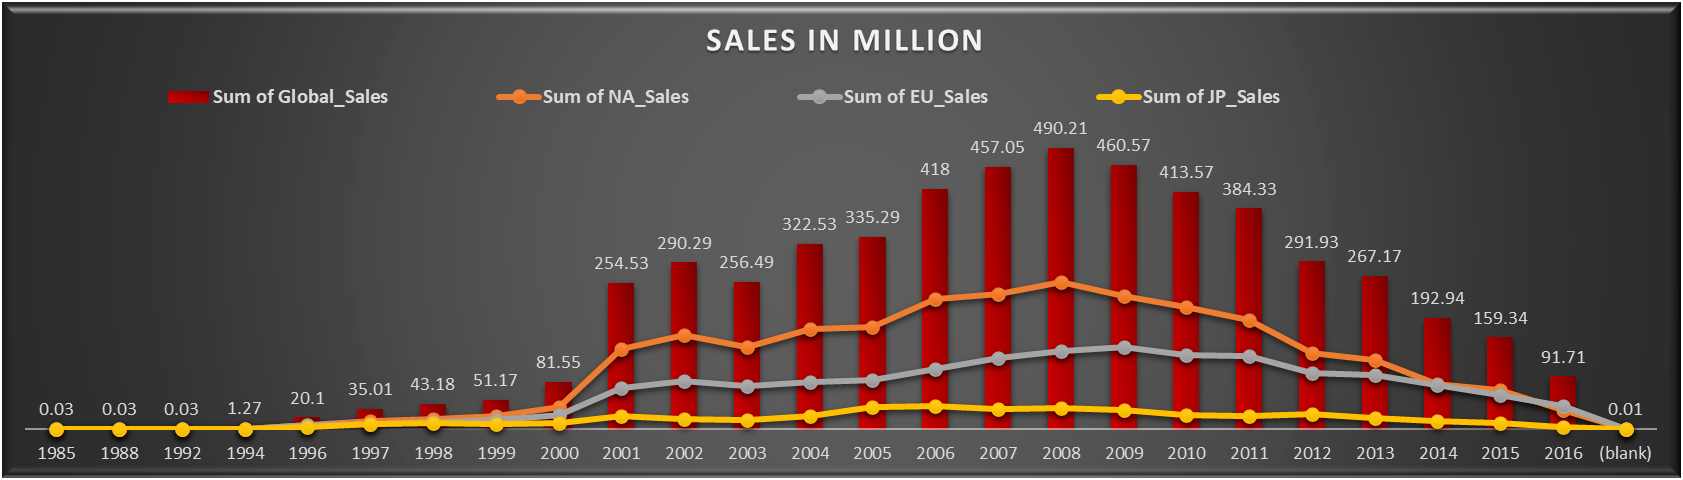 SALES IN MILLION
Sum of Global_Sales Sum of NA_Sales Sum of EU_Sales Sum of JP_Sales
0.03 0.03 0.03 1.27 20.1 35.01 43.18 51.17 81.55 254.53 290.29 256.49 322.53 335.29 418 457.05 490.21 460.57 413.57 384.33 291.93 267.17 192.94 159.34 91.71 0.01
1985 1988 1992 1994 1996 1997 1998 1999 2000 2001 2002 2003 2004 2005 2006 2007 2008 2009 2010 2011 2012 2013 2014 2015 2016 (blank)